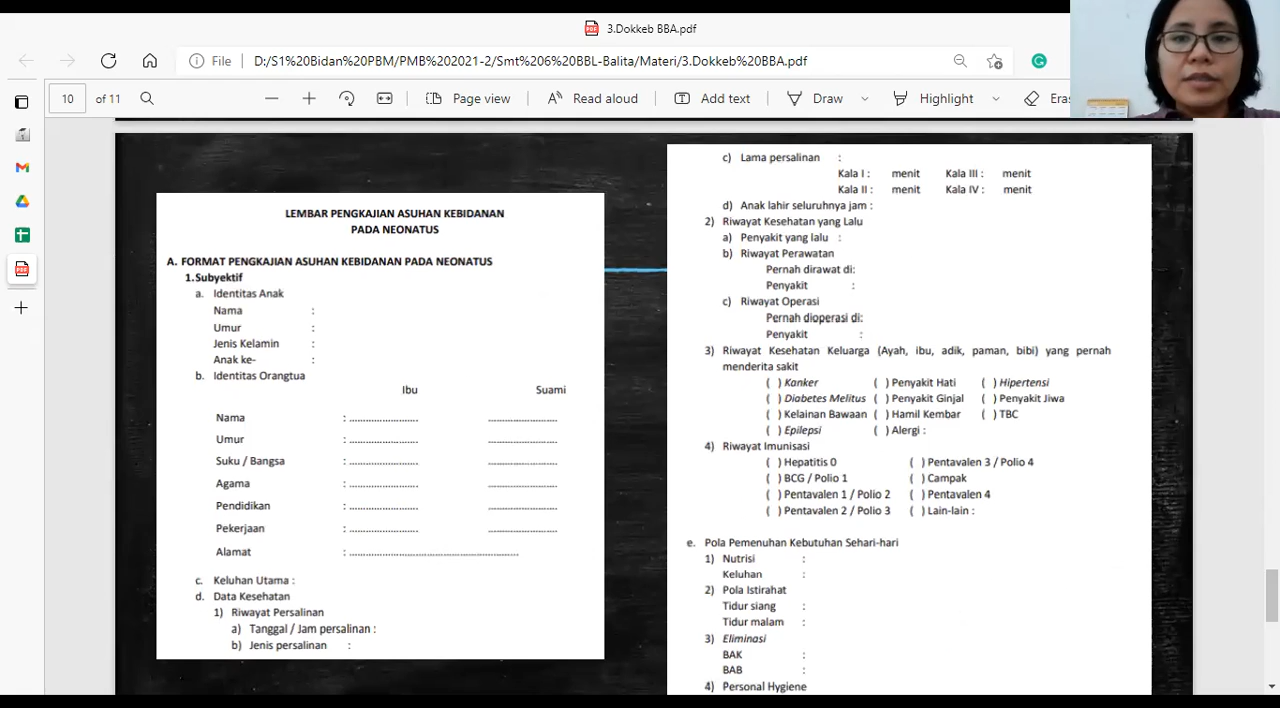 3.Dokkeb BBA.pdf
File D:/S1%20Bidan%20PBM/PMB%202021-2/Smt%206%20BBL-Balita/Materi/3.Dokkeb%20BBA.pdf
10 of 11 Page view Read aloud Add text Draw Highlight Eras
LEMBAR PENGKAJIAN ASUHAN KEBIDANAN
PADA NEONATUS
A. FORMAT PENGKAJIAN ASUHAN KEBIDANAN PADA NEONATUS
1.Subyektif
a. Identitas Anak
Nama :
Umur :
Jenis Kelamin :
Anak ke- :
b. Identitas Orangtua
Ibu Suami
Nama : ........................ ........................
Umur : ........................ ........................
Suku / Bangsa : ........................ ........................
Agama : ........................ ........................
Pendidikan : ........................ ........................
Pekerjaan : ........................ ........................
Alamat : ............................................................
c. Keluhan Utama :
d. Data Kesehatan
1) Riwayat Persalinan
a) Tanggal / Jam persalinan :
b) Jenis persalinan :
c) Lama persalinan :
Kala I : menit Kala III : menit
Kala II : menit Kala IV : menit
d) Anak lahir seluruhnya jam :
2) Riwayat Kesehatan yang Lalu
a) Penyakit yang lalu :
b) Riwayat Perawatan
Pernah dirawat di:
Penyakit :
c) Riwayat Operasi
Pernah dioperasi di:
Penyakit :
3) Riwayat Kesehatan Keluarga (Ayah, ibu, adik, paman, bibi) yang pernah
menderita sakit
( ) Kanker ( ) Penyakit Hati ( ) Hipertensi
( ) Diabetes Melitus ( ) Penyakit Ginjal ( ) Penyakit Jiwa
( ) Kelainan Bawaan ( ) Hamil Kembar ( ) TBC
( ) Epilepsi ( ) Alergi :
4) Riwayat Imunisasi
( ) Hepatitis 0 ( ) Pentavalen 3 / Polio 4
( ) BCG / Polio 1 ( ) Campak
( ) Pentavalen 1 / Polio 2 ( ) Pentavalen 4
( ) Pentavalen 2 / Polio 3 ( ) Lain-lain :
e. Pola Pemenuhan Kebutuhan Sehari-hari
1) Nutrisi :
Keluhan :
2) Pola Istirahat
Tidur siang :
Tidur malam :
3) Eliminasi
BAK :
BAB :
4) Personal Hygiene